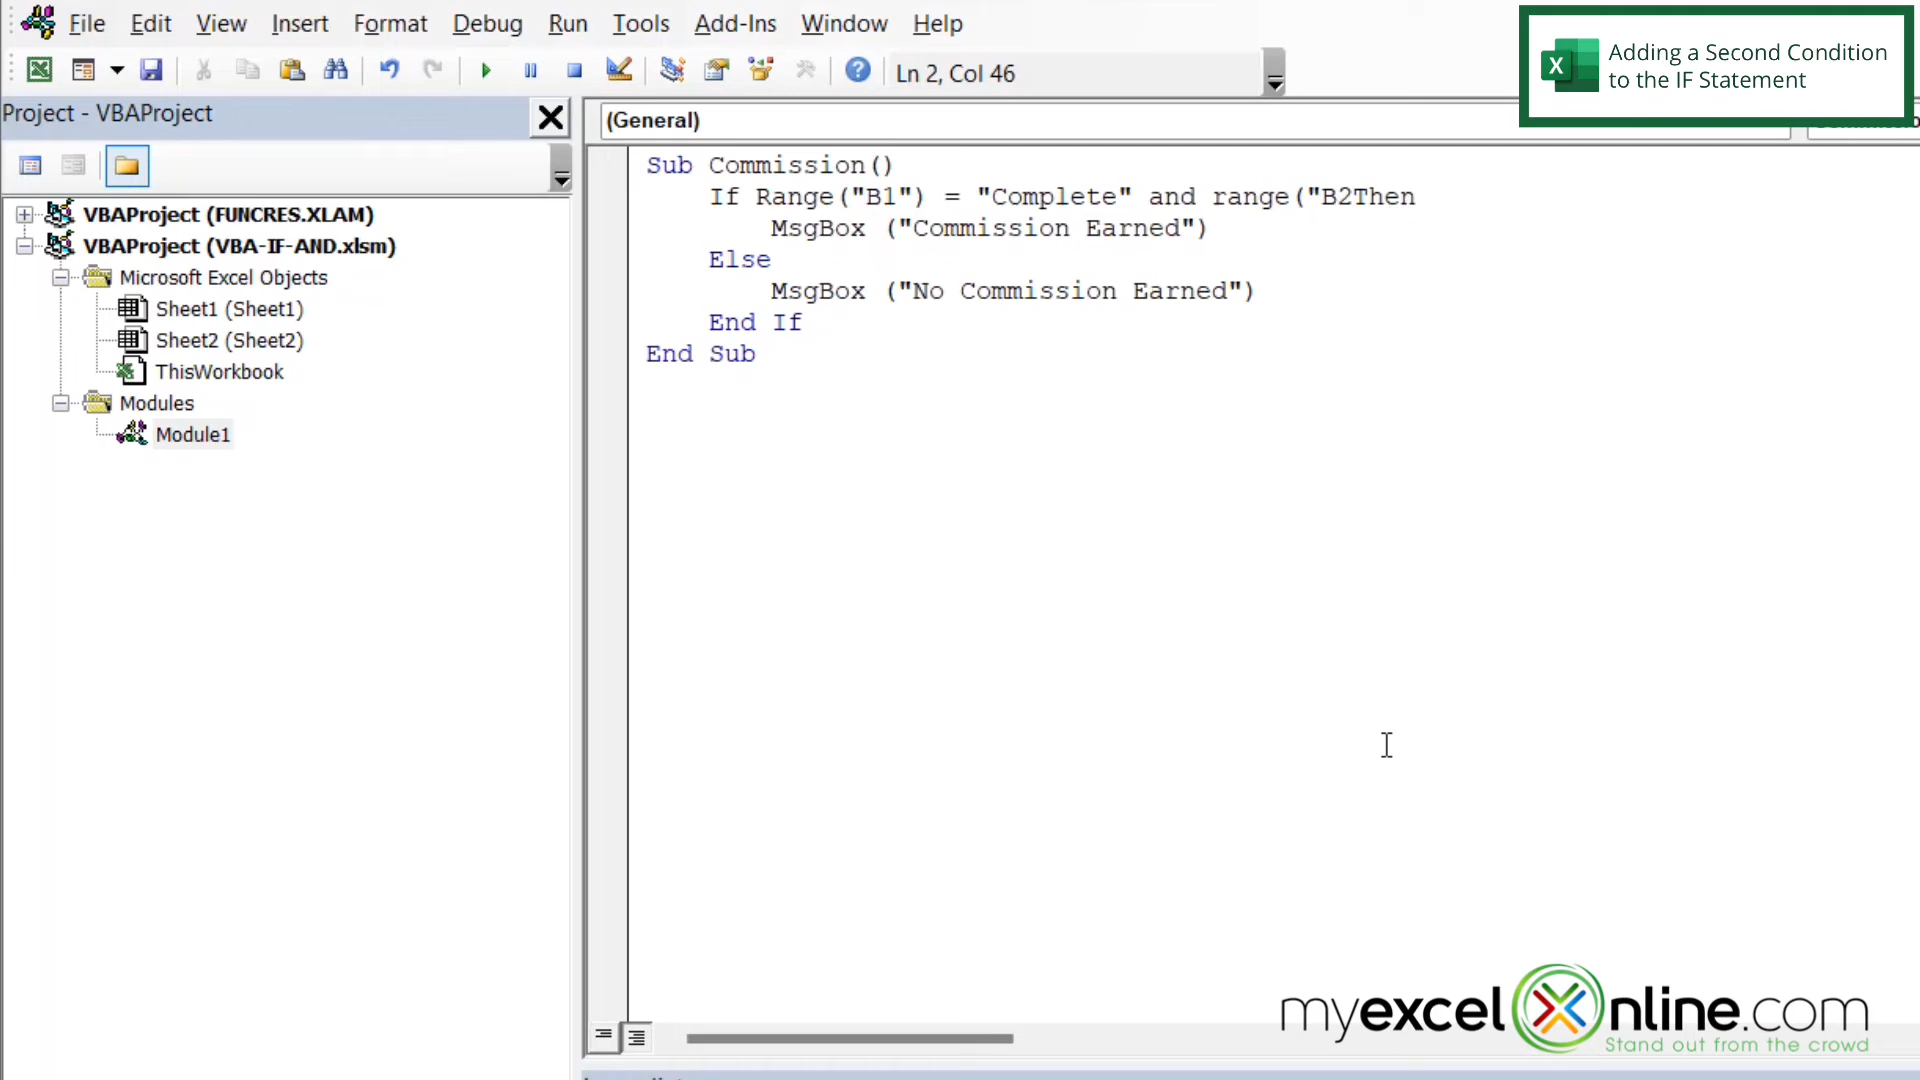 File Edit View Insert Format Debug Run Tools Add-Ins Window Help
Ln 2, Col 46
X Adding a Second Condition
to the IF Statement
Project - VBAProject
(General)
VBAProject (FUNCRES.XLAM)
VBAProject (VBA-IF-AND.xlsm)
Microsoft Excel Objects
Sheet1 (Sheet1)
Sheet2 (Sheet2)
ThisWorkbook
Modules
Module1
Sub Commission()
If Range("B1") = "Complete" and range("B2Then
MsgBox ("Commission Earned")
Else
MsgBox ("No Commission Earned")
End If
End Sub
myexcelonline.com
Stand out from the crowd